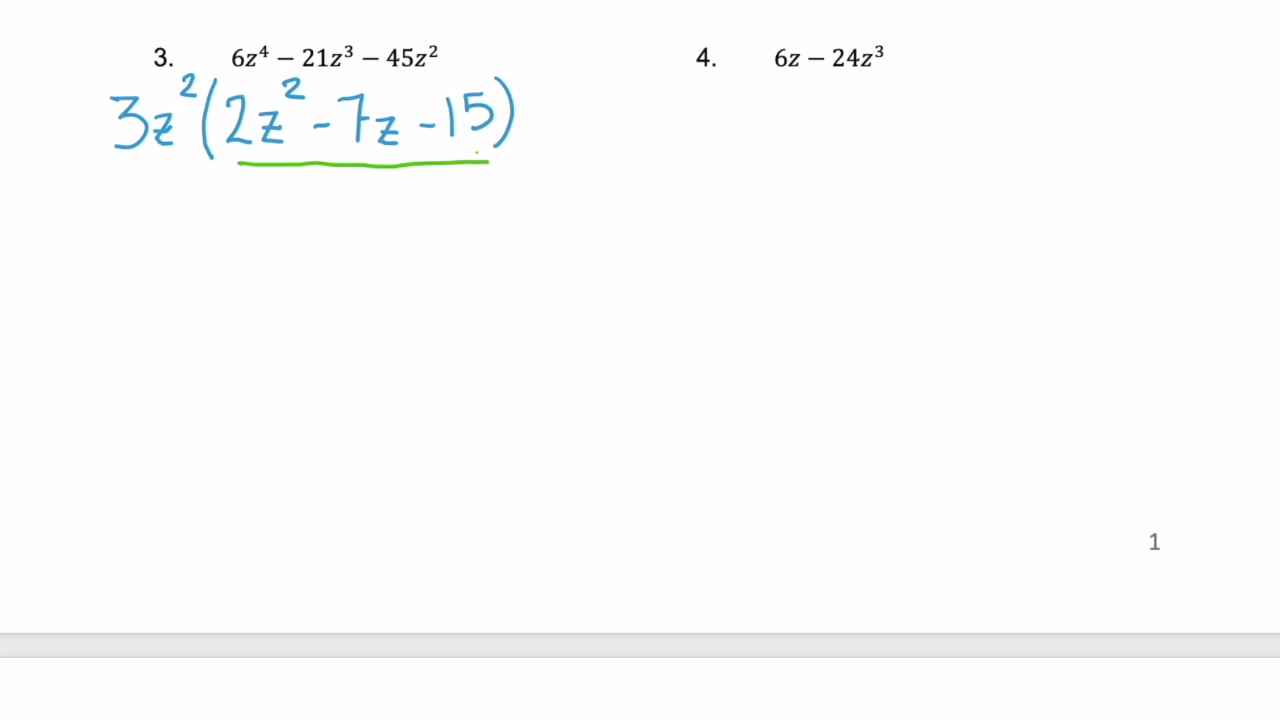 3. 6z⁴ − 21z³ − 45z² 4. 6z − 24z³
3z²(2z² - 7z - 15)
1